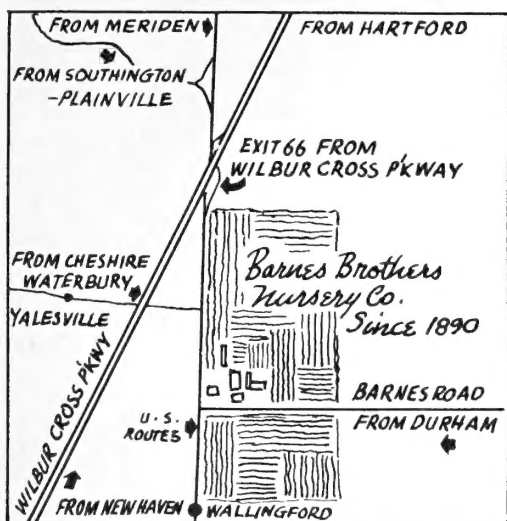 FROM MERIDEN
FROM HARTFORD
FROM SOUTHINGTON
-PLAINVILLE
EXIT 66 FROM
WILBUR CROSS P'KWAY
FROM CHESHIRE
WATERBURY
YALESVILLE
Barnes Brothers
Nursery Co.
Since 1890
WILBUR CROSS P'KWY
BARNES ROAD
U.S.
ROUTE 5
FROM DURHAM
FROM NEW HAVEN
WALLINGFORD